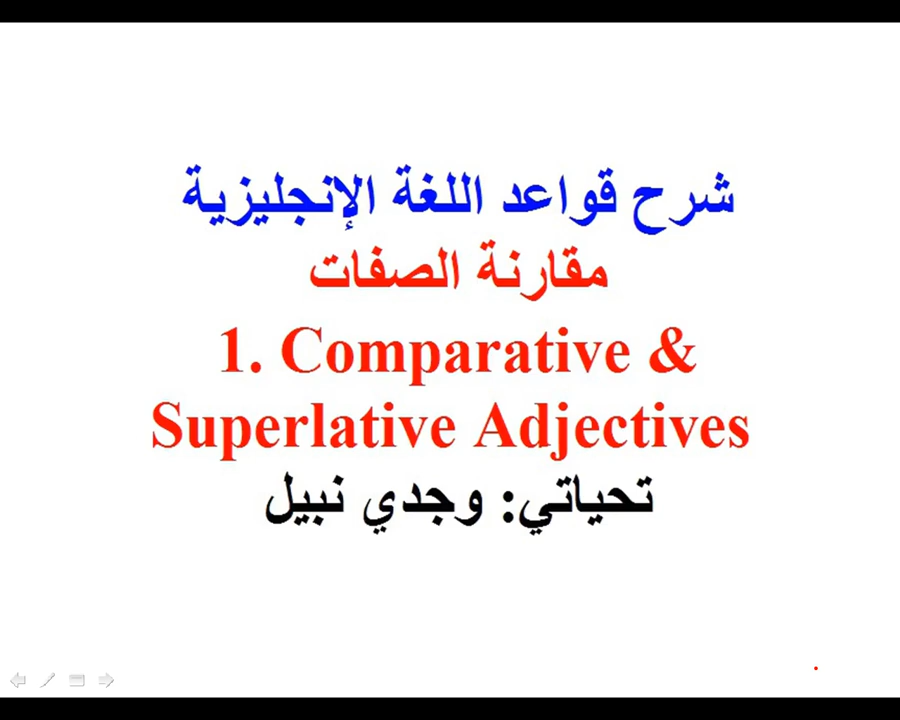 شرح قواعد اللغة الإنجليزية
مقارنة الصفات
1. Comparative &
Superlative Adjectives
تحياتي: وجدي نبيل